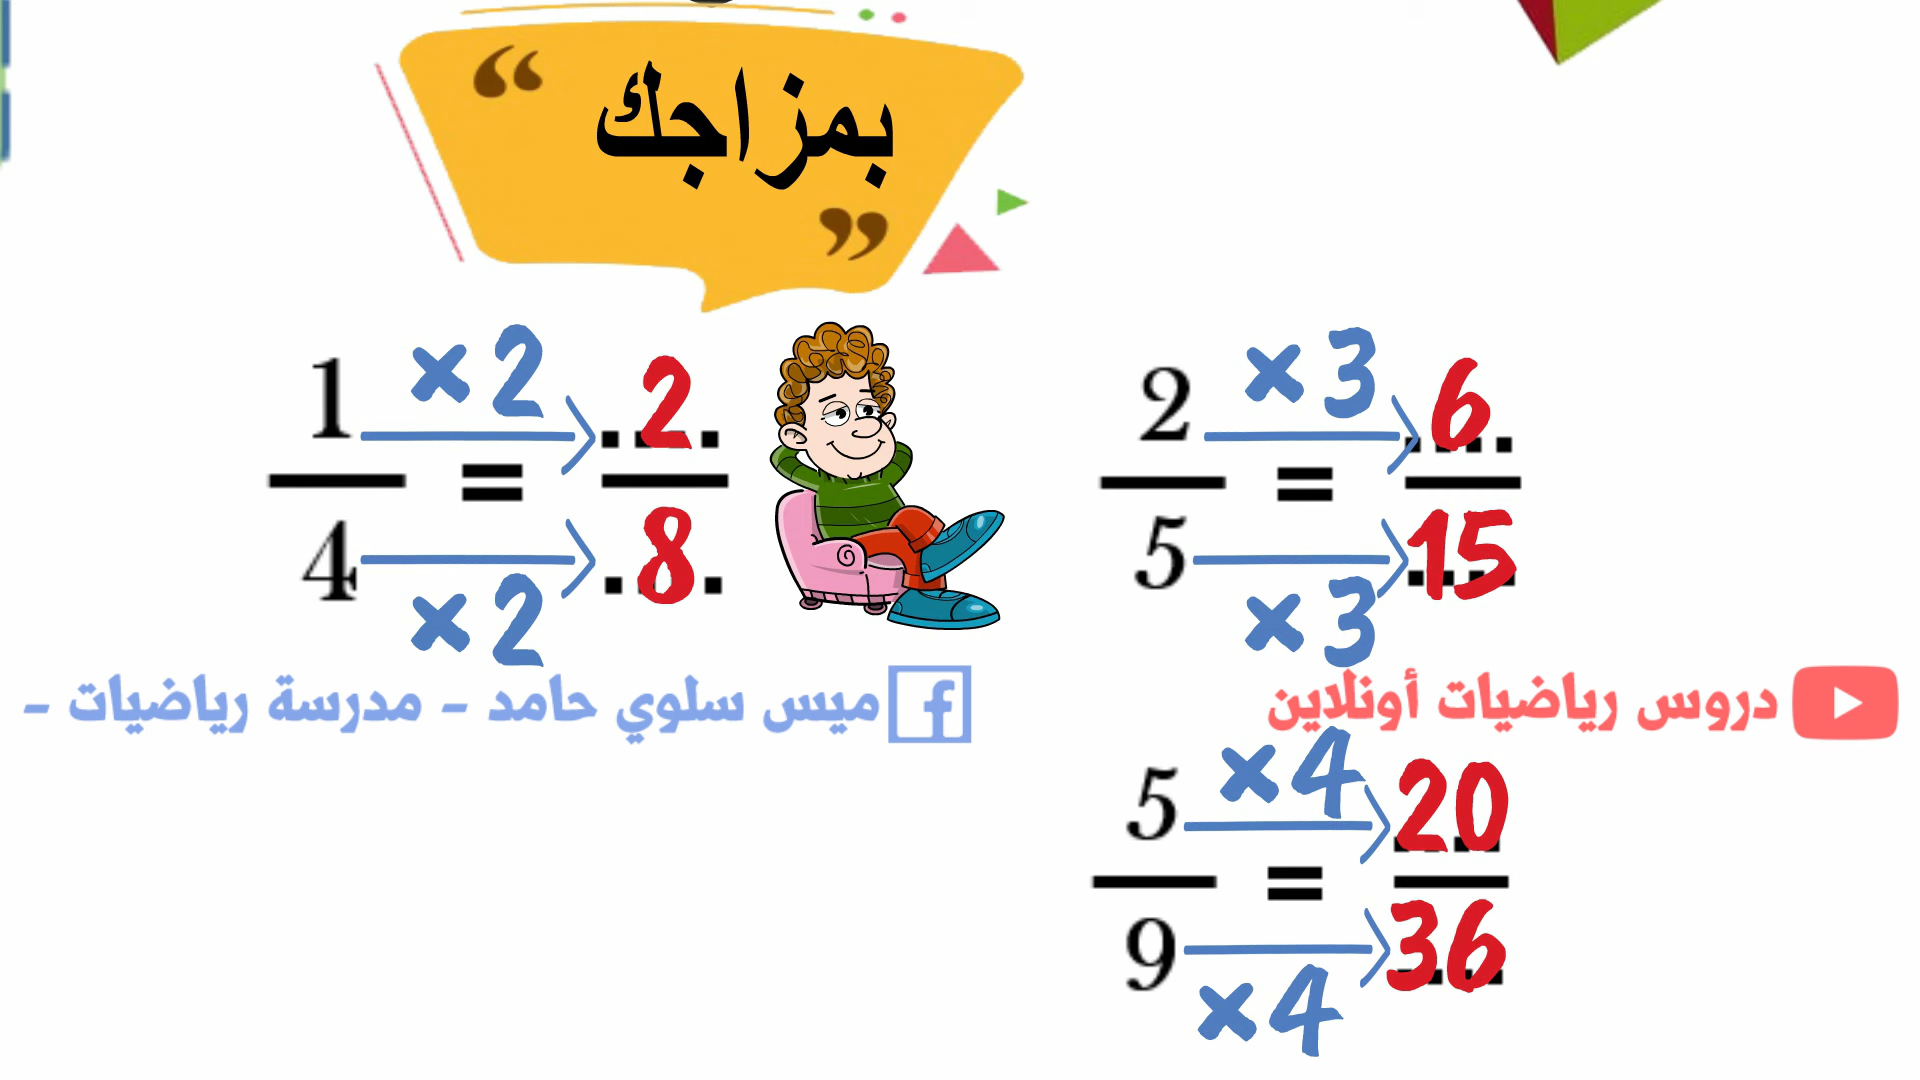 “ بمزاجك ”
1 ×2 .2.
— = —
4 ×2 .8.
2 ×3 6
— = —
5 ×3 15
ميس سلوي حامد - مدرسة رياضيات -
دروس رياضيات أونلاين
5 ×4 20
— = —
9 ×4 36